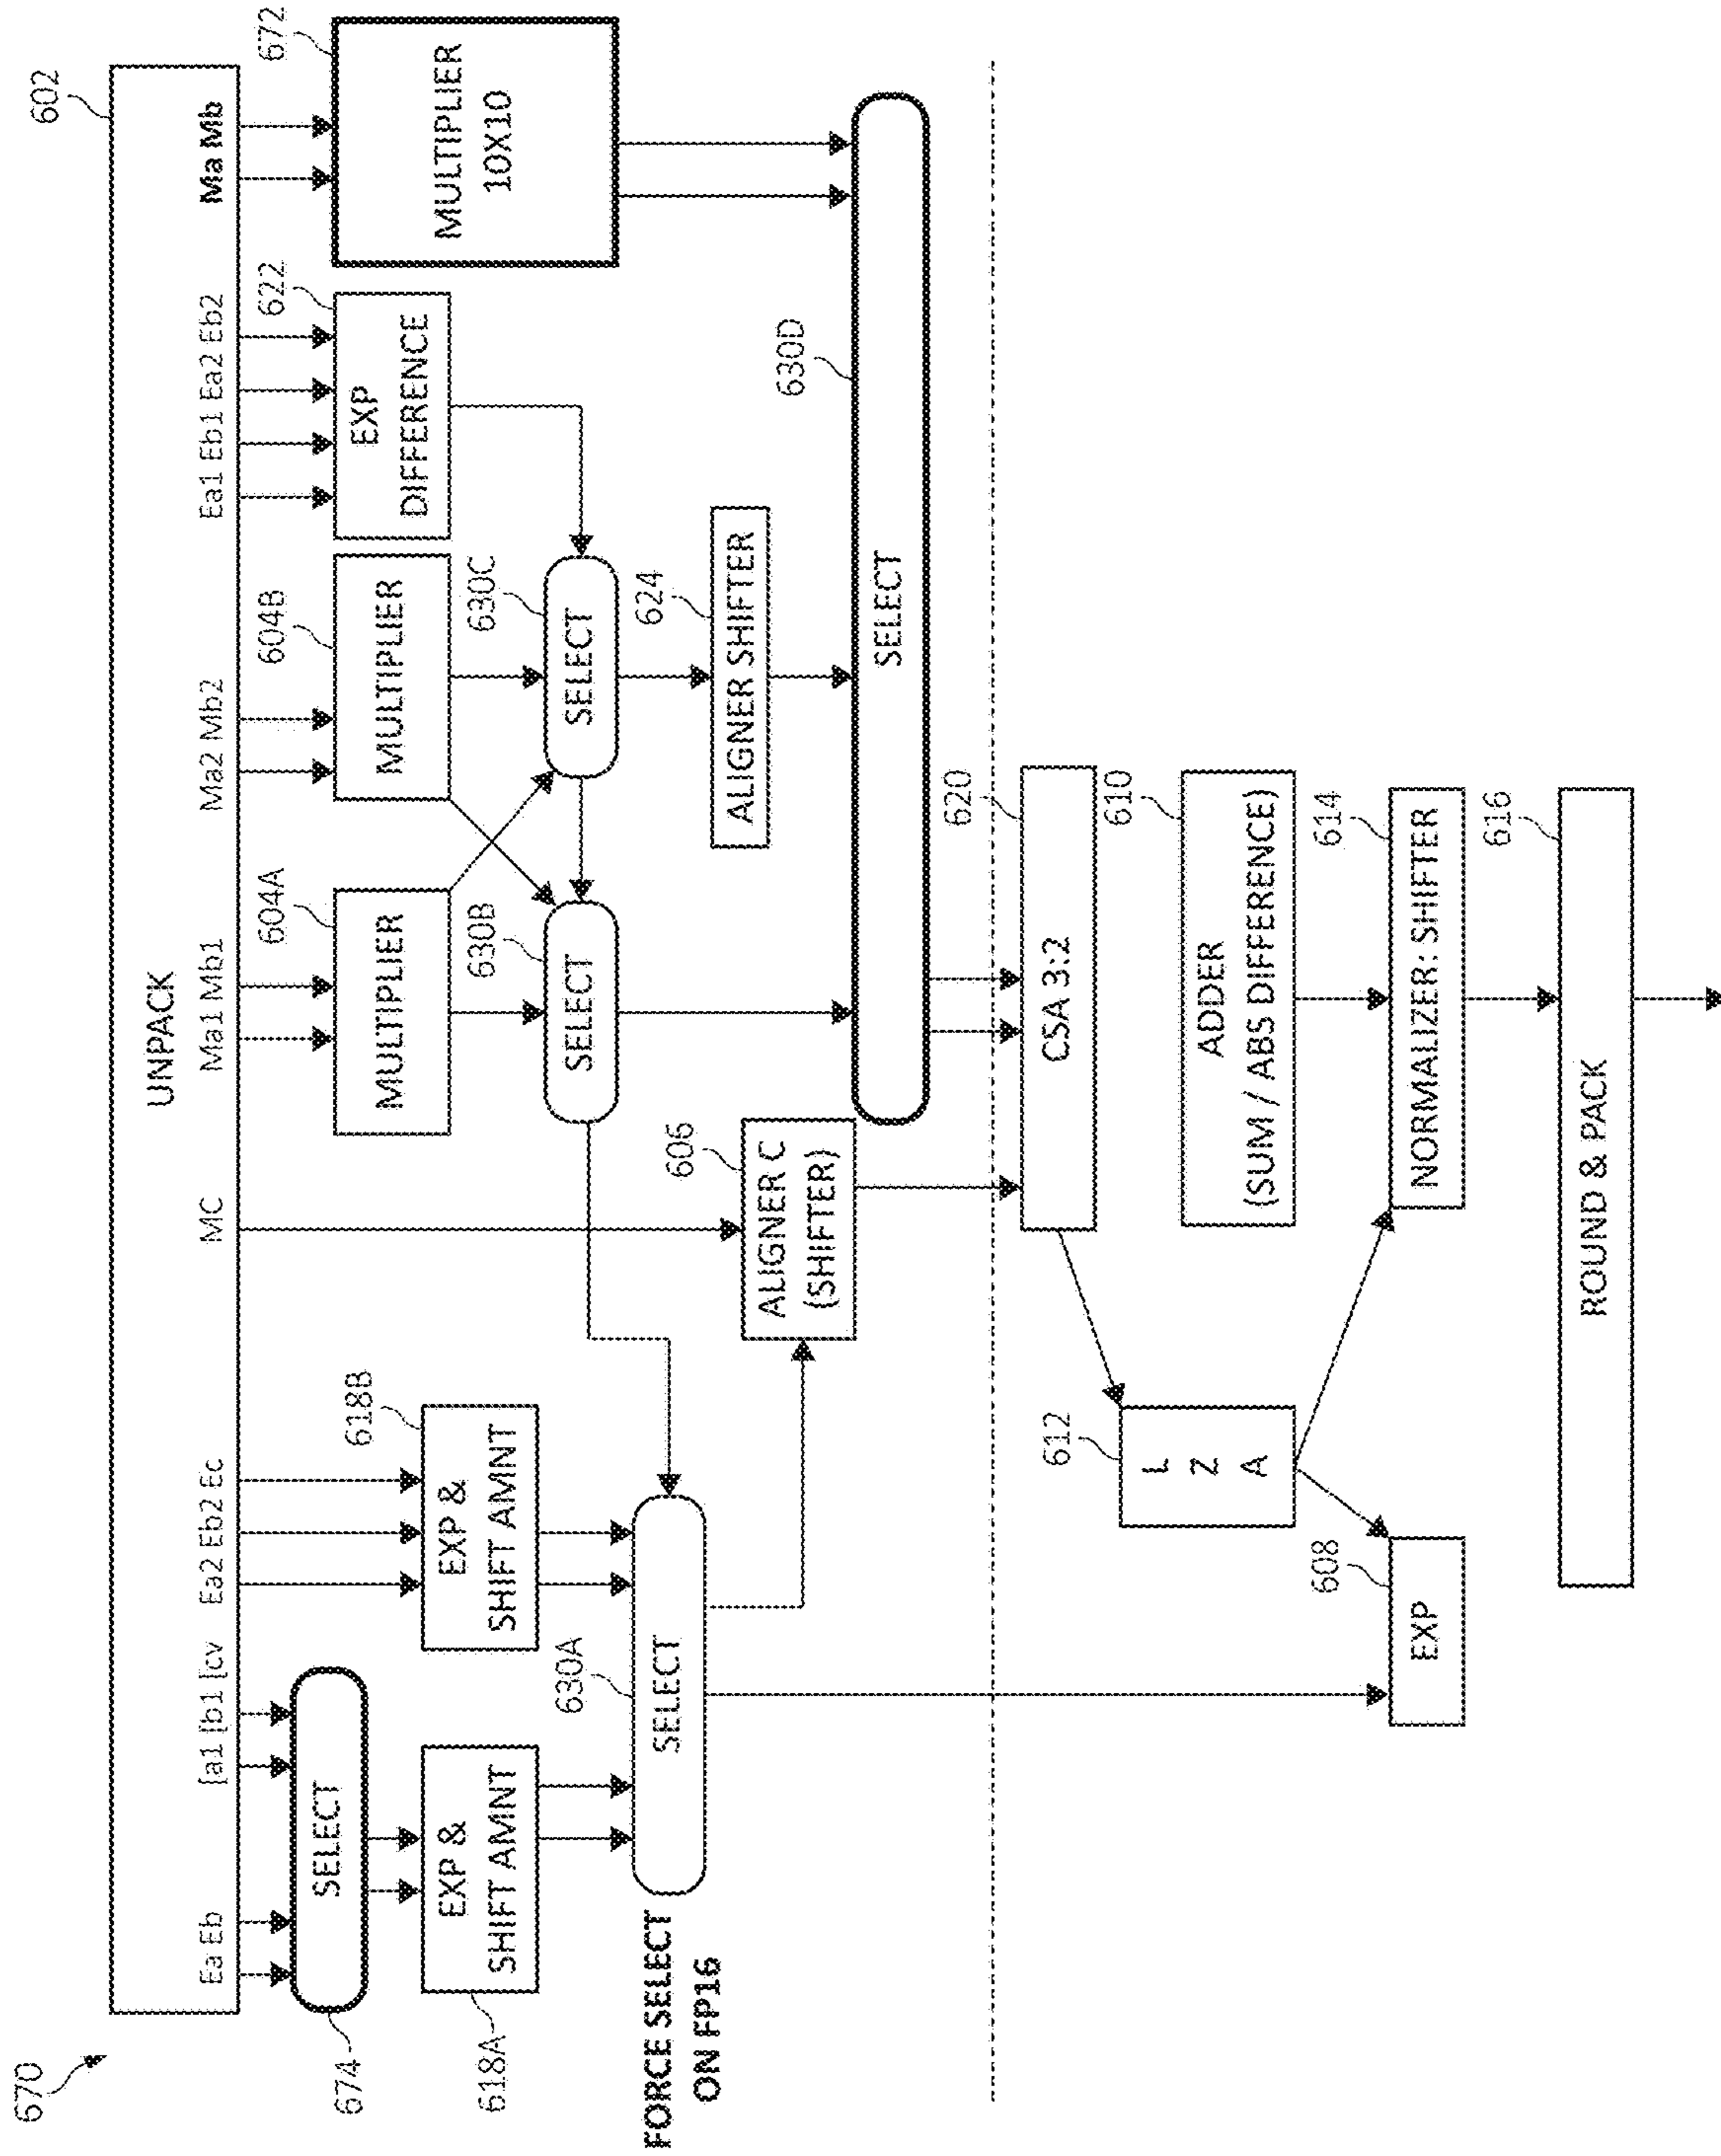 670
602
UNPACK
Ea Eb
[a1 [b1 [cv
Ea2 Eb2 Ec
MC
Ma1 Mb1
Ma2 Mb2
Ea1 Eb1 Ea2 Eb2
Ma Mb
674
SELECT
618B
604A
604B
622
672
MULTIPLIER
MULTIPLIER
EXP
DIFFERENCE
MULTIPLIER
10X10
618A
EXP &
SHIFT AMNT
EXP &
SHIFT AMNT
630B
SELECT
630C
SELECT
FORCE SELECT
ON FP16
630A
SELECT
606
ALIGNER C
(SHIFTER)
624
ALIGNER SHIFTER
630D
SELECT
620
CSA 3:2
612
L
Z
A
610
ADDER
(SUM / ABS DIFFERENCE)
608
EXP
614
NORMALIZER: SHIFTER
616
ROUND & PACK